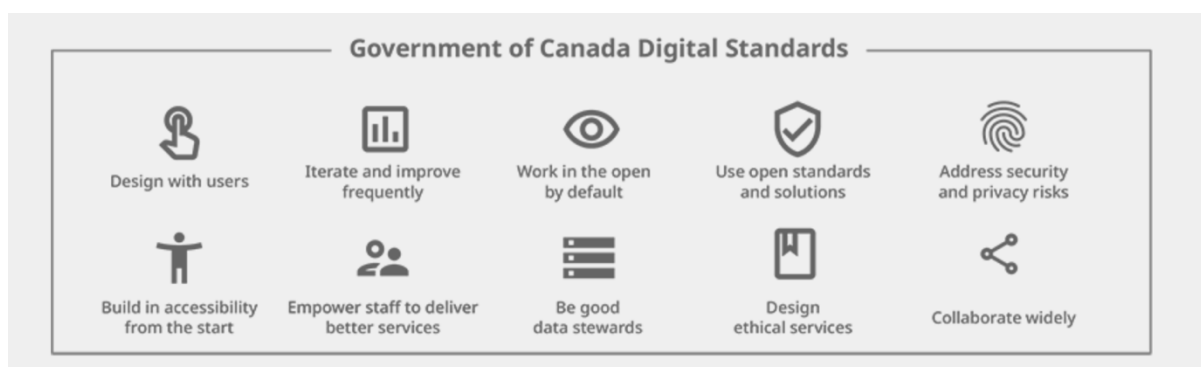 Government of Canada Digital Standards
Design with users
Iterate and improve
frequently
Work in the open
by default
Use open standards
and solutions
Address security
and privacy risks
Build in accessibility
from the start
Empower staff to deliver
better services
Be good
data stewards
Design
ethical services
Collaborate widely